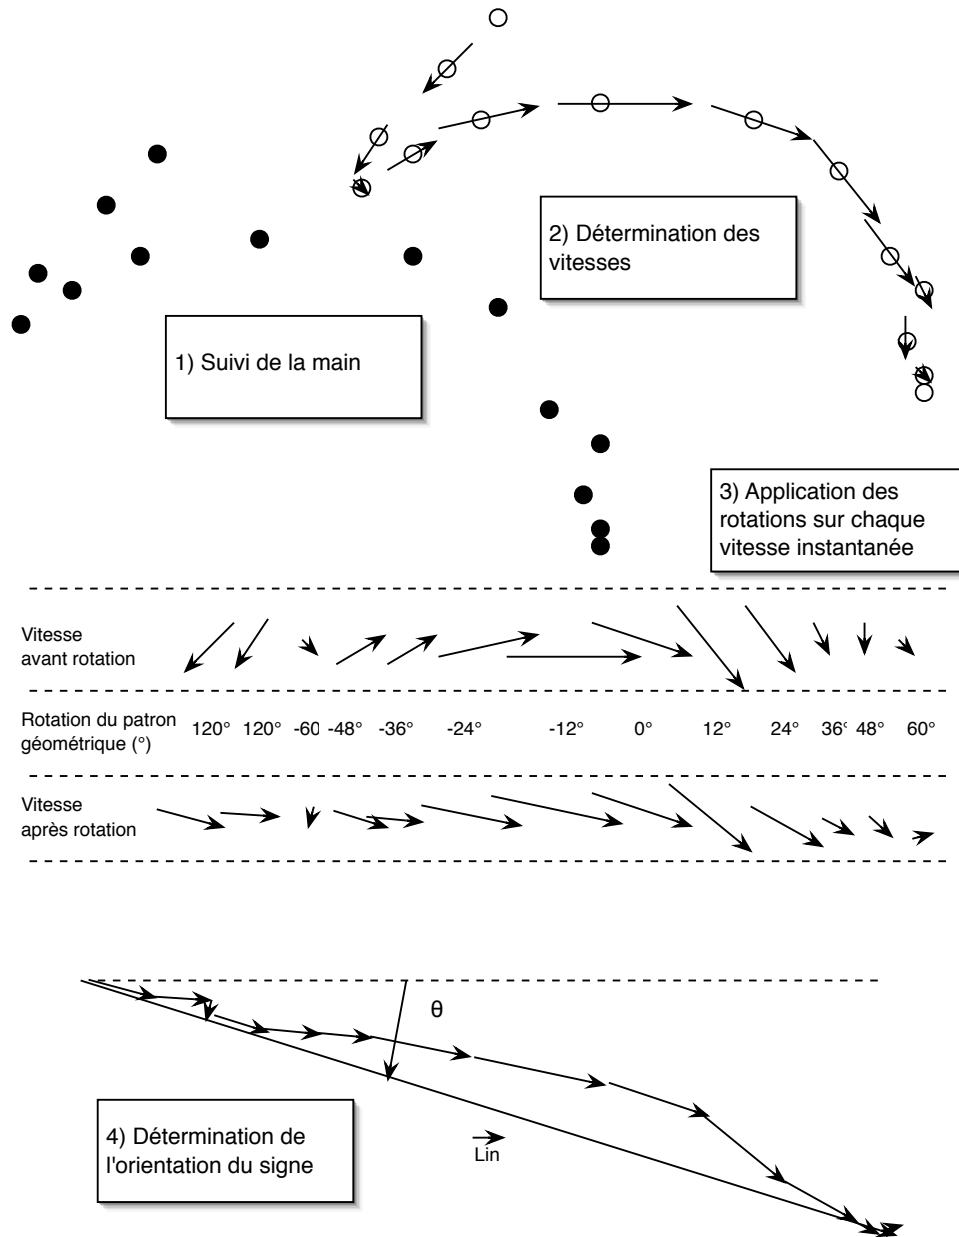 2) Détermination des
vitesses
1) Suivi de la main
3) Application des
rotations sur chaque
vitesse instantanée
Vitesse
avant rotation
Rotation du patron
géométrique (°)
120° 120° -60 -48° -36° -24° -12° 0° 12° 24° 36° 48° 60°
Vitesse
après rotation
θ
4) Détermination de
l'orientation du signe
Lin